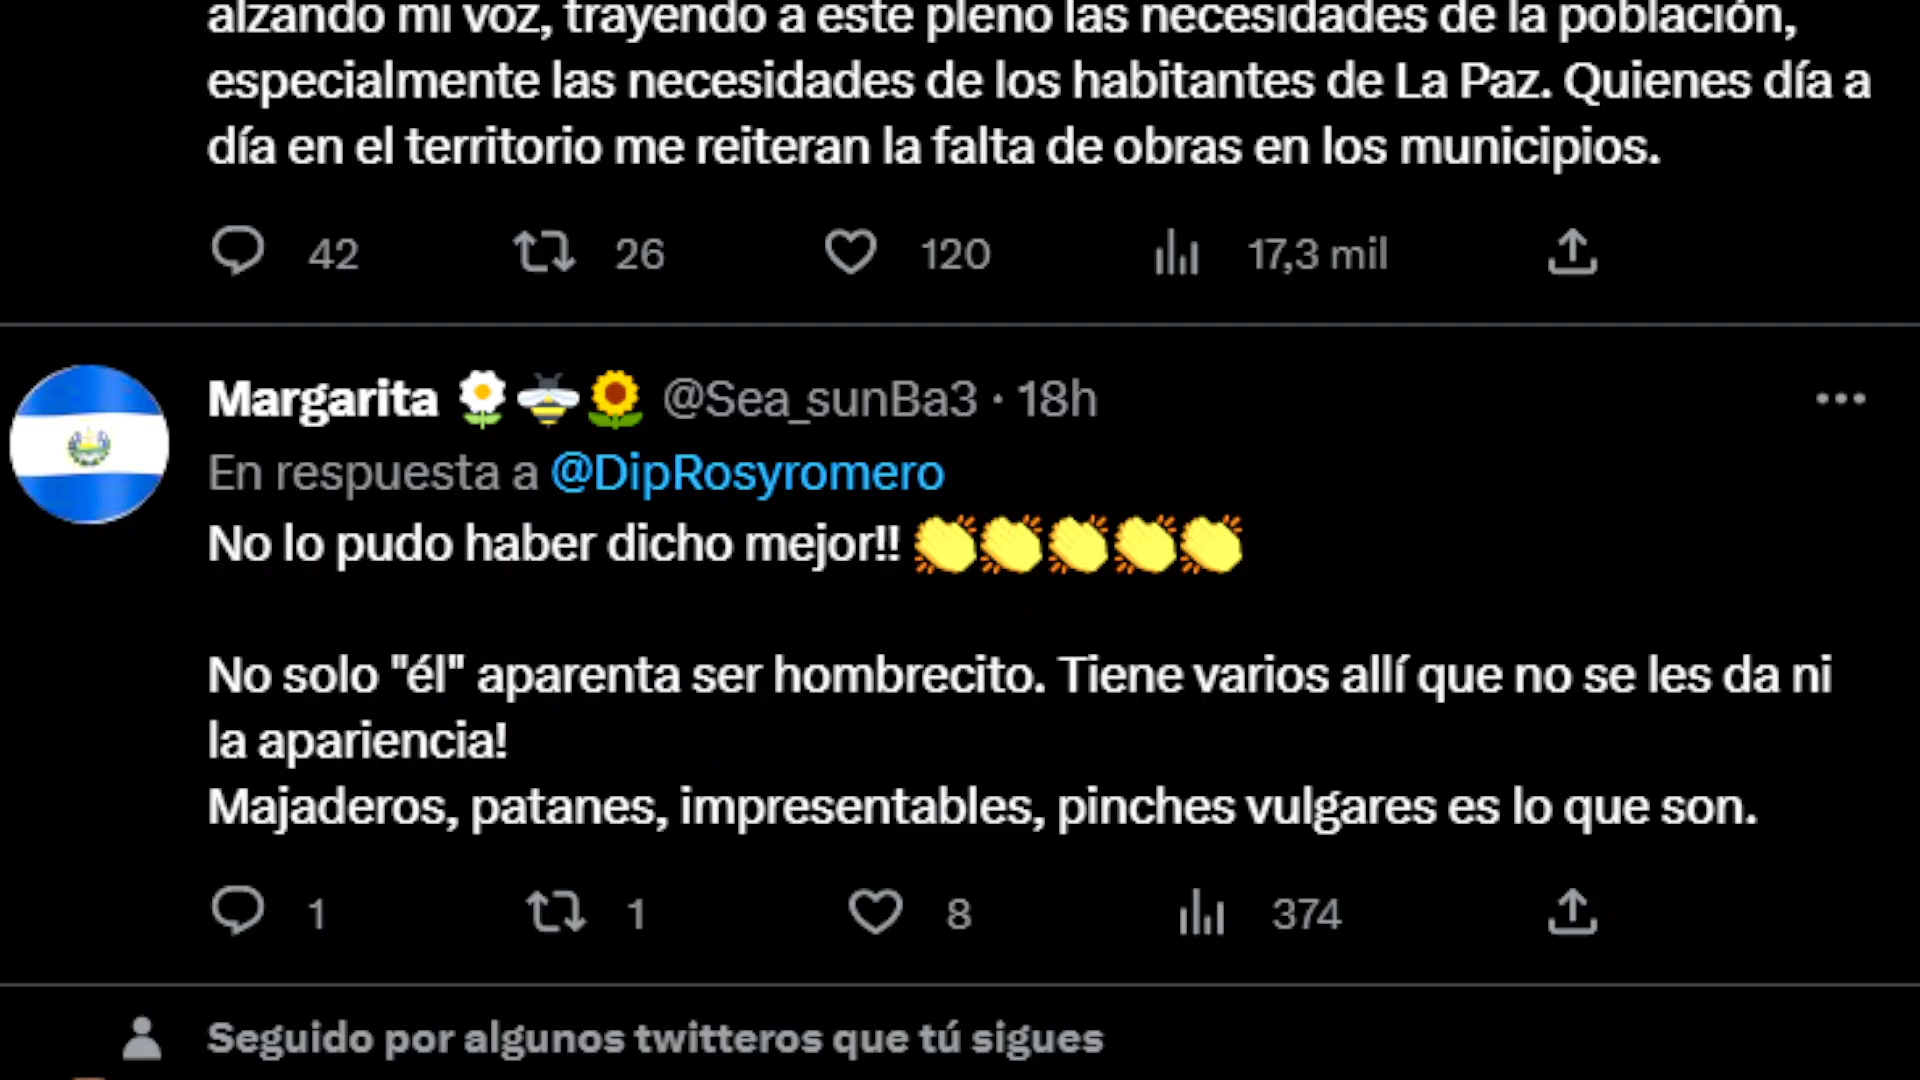 alzando mi voz, trayendo a este pleno las necesidades de la población,
especialmente las necesidades de los habitantes de La Paz. Quienes día a
día en el territorio me reiteran la falta de obras en los municipios.
42 26 120 17,3 mil
Margarita 🌼🐝🌻 @Sea_sunBa3 · 18h
En respuesta a @DipRosyromero
No lo pudo haber dicho mejor!! 👏👏👏👏👏
No solo "él" aparenta ser hombrecito. Tiene varios allí que no se les da ni
la apariencia!
Majaderos, patanes, impresentables, pinches vulgares es lo que son.
1 1 8 374
Seguido por algunos twitteros que tú sigues